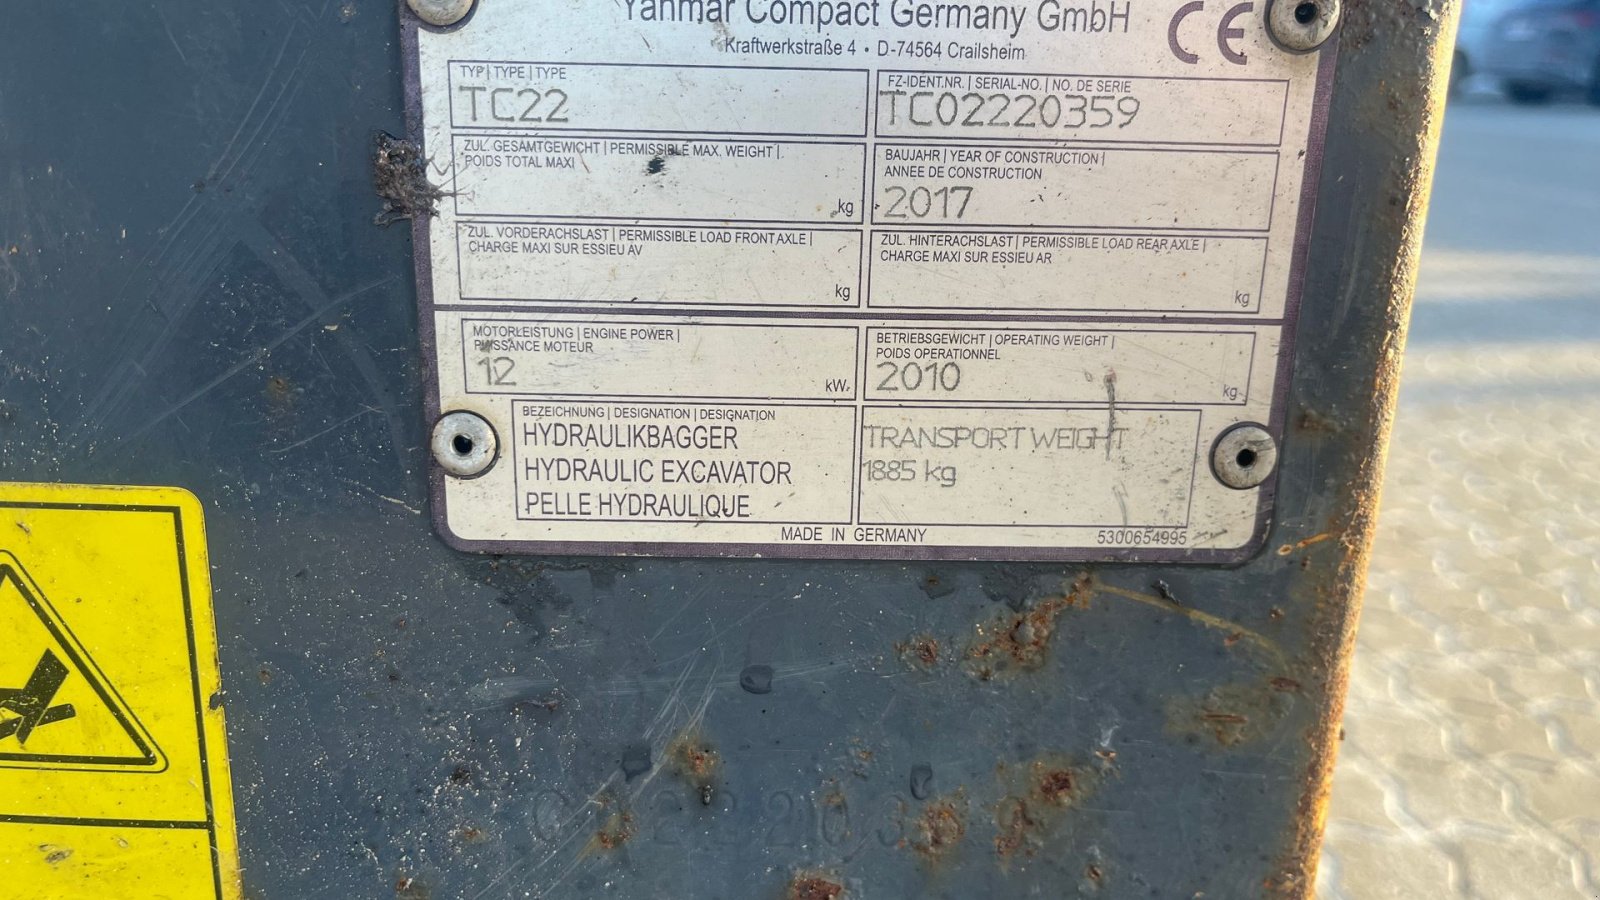 Yanmar Compact Germany GmbH
CE
Kraftwerkstraße 4 • D-74564 Crailsheim
TYP | TYPE | TYPE
TC22
FZ-IDENT.NR. | SERIAL-NO. | NO. DE SERIE
TC02220359
ZUL. GESAMTGEWICHT | PERMISSIBLE MAX. WEIGHT |
POIDS TOTAL MAXI
kg
BAUJAHR | YEAR OF CONSTRUCTION |
ANNEE DE CONSTRUCTION
2017
ZUL. VORDERACHSLAST | PERMISSIBLE LOAD FRONT AXLE |
CHARGE MAXI SUR ESSIEU AV
kg
ZUL. HINTERACHSLAST | PERMISSIBLE LOAD REAR AXLE |
CHARGE MAXI SUR ESSIEU AR
kg
MOTORLEISTUNG | ENGINE POWER |
PUISSANCE MOTEUR
12
kW
BETRIEBSGEWICHT | OPERATING WEIGHT |
POIDS OPERATIONNEL
2010
kg
BEZEICHNUNG | DESIGNATION | DESIGNATION
HYDRAULIKBAGGER
HYDRAULIC EXCAVATOR
PELLE HYDRAULIQUE
TRANSPORT WEIGHT
1885 kg
MADE IN GERMANY
5300654995